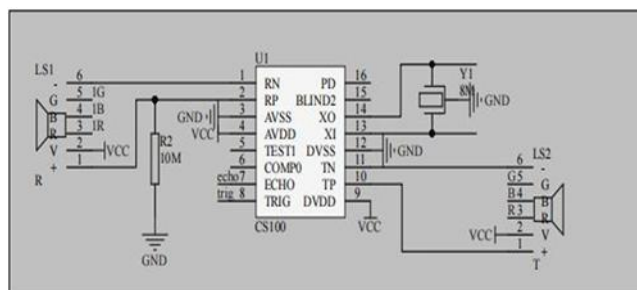 LS1
- 6
G 5 1G
B 4 1B
R 3 1R
V 2 VCC
+ 1
R
R2
10M
GND
U1
1 RN PD 16
2 RP BLIND2 15
GND 3 AVSS XO 14
VCC 4 AVDD XI 13
5 TEST1 DVSS 12 GND
6 COMP0 TN 11
echo 7 ECHO TP 10
trig 8 TRIG DVDD 9
CS100
VCC
Y1
8M
GND
LS2
6 -
G5 G
B4 B
R3 R
VCC 2 V
1 +
T